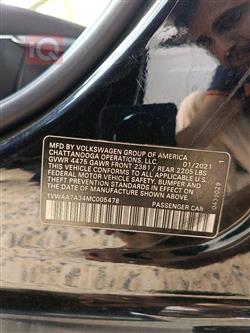 IQ
MFD BY VOLKSWAGEN GROUP OF AMERICA
CHATTANOOGA OPERATIONS, LLC. 01/2021
GVWR 4475 GAWR FRONT 2381 / REAR 2205 LBS
THIS VEHICLE CONFORMS TO ALL APPLICABLE
FEDERAL MOTOR VEHICLE SAFETY, BUMPER AND
THEFT PREVENTION STANDARDS IN EFFECT ON
THE DATE OF MANUFACTURE SHOWN ABOVE.
1VWAA7A34MC005478 PASSENGER CAR
1